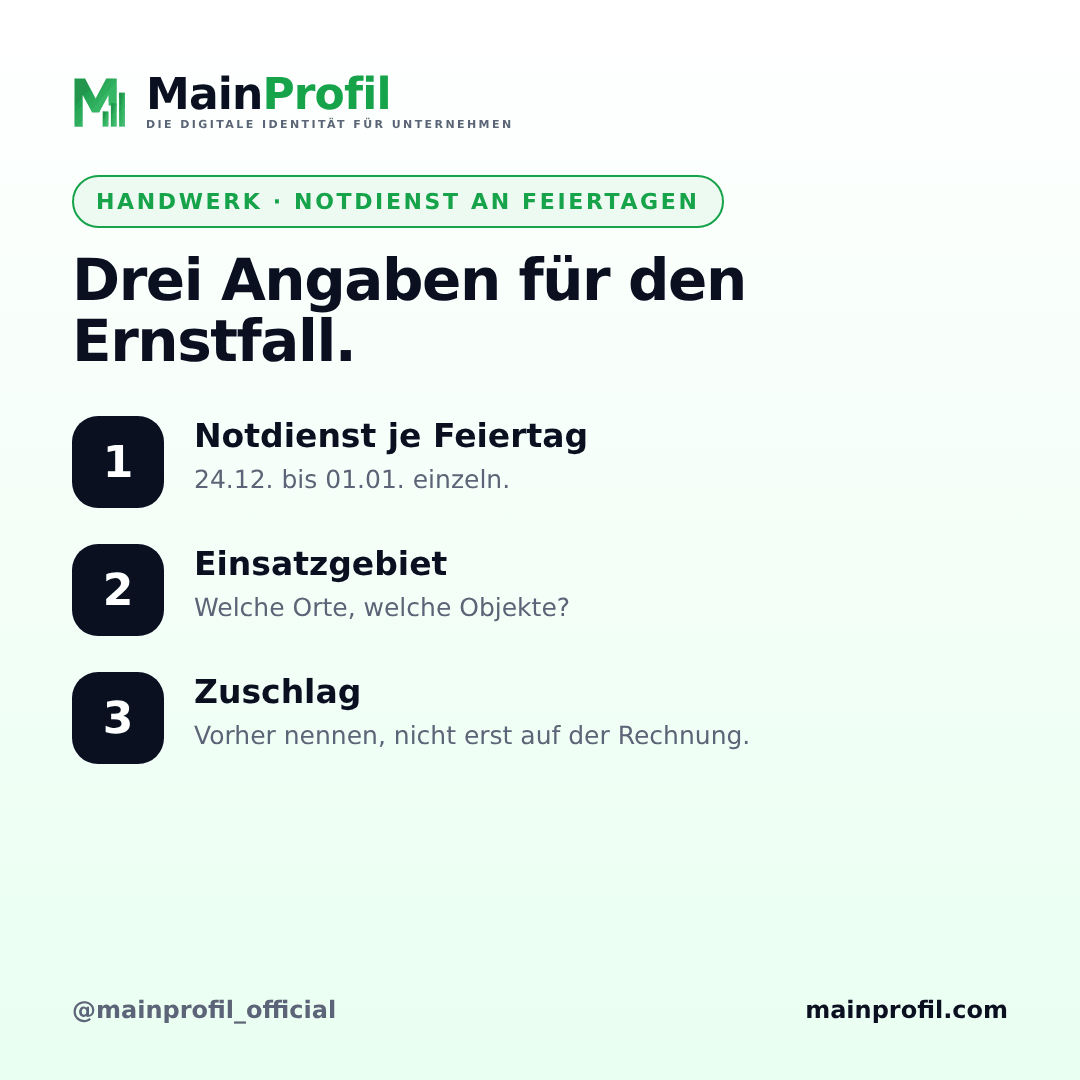 MainProfil
DIE DIGITALE IDENTITÄT FÜR UNTERNEHMEN
HANDWERK · NOTDIENST AN FEIERTAGEN
Drei Angaben für den
Ernstfall.
1
Notdienst je Feiertag
24.12. bis 01.01. einzeln.
2
Einsatzgebiet
Welche Orte, welche Objekte?
3
Zuschlag
Vorher nennen, nicht erst auf der Rechnung.
@mainprofil_official
mainprofil.com